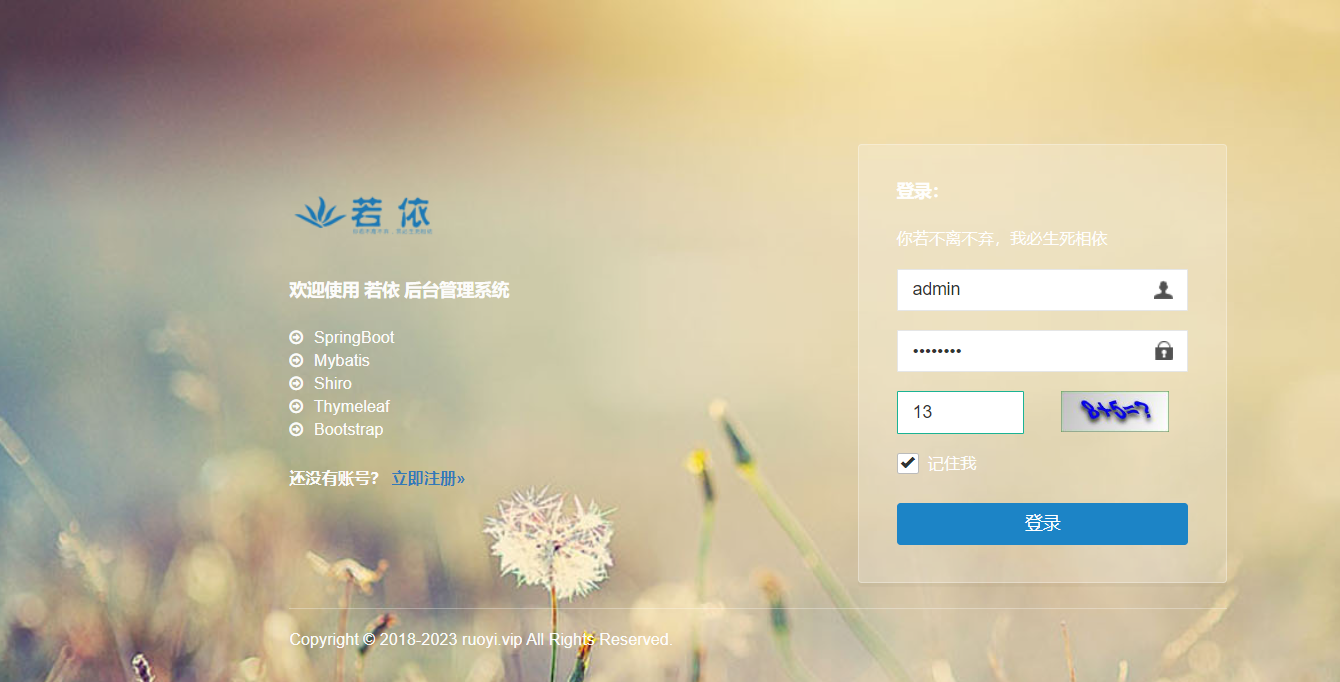 若依
欢迎使用 若依 后台管理系统
SpringBoot
Mybatis
Shiro
Thymeleaf
Bootstrap
还没有账号? 立即注册»
登录:
你若不离不弃，我必生死相依
admin
••••••••
13
8+5=?
记住我
登录
Copyright © 2018-2023 ruoyi.vip All Rights Reserved.